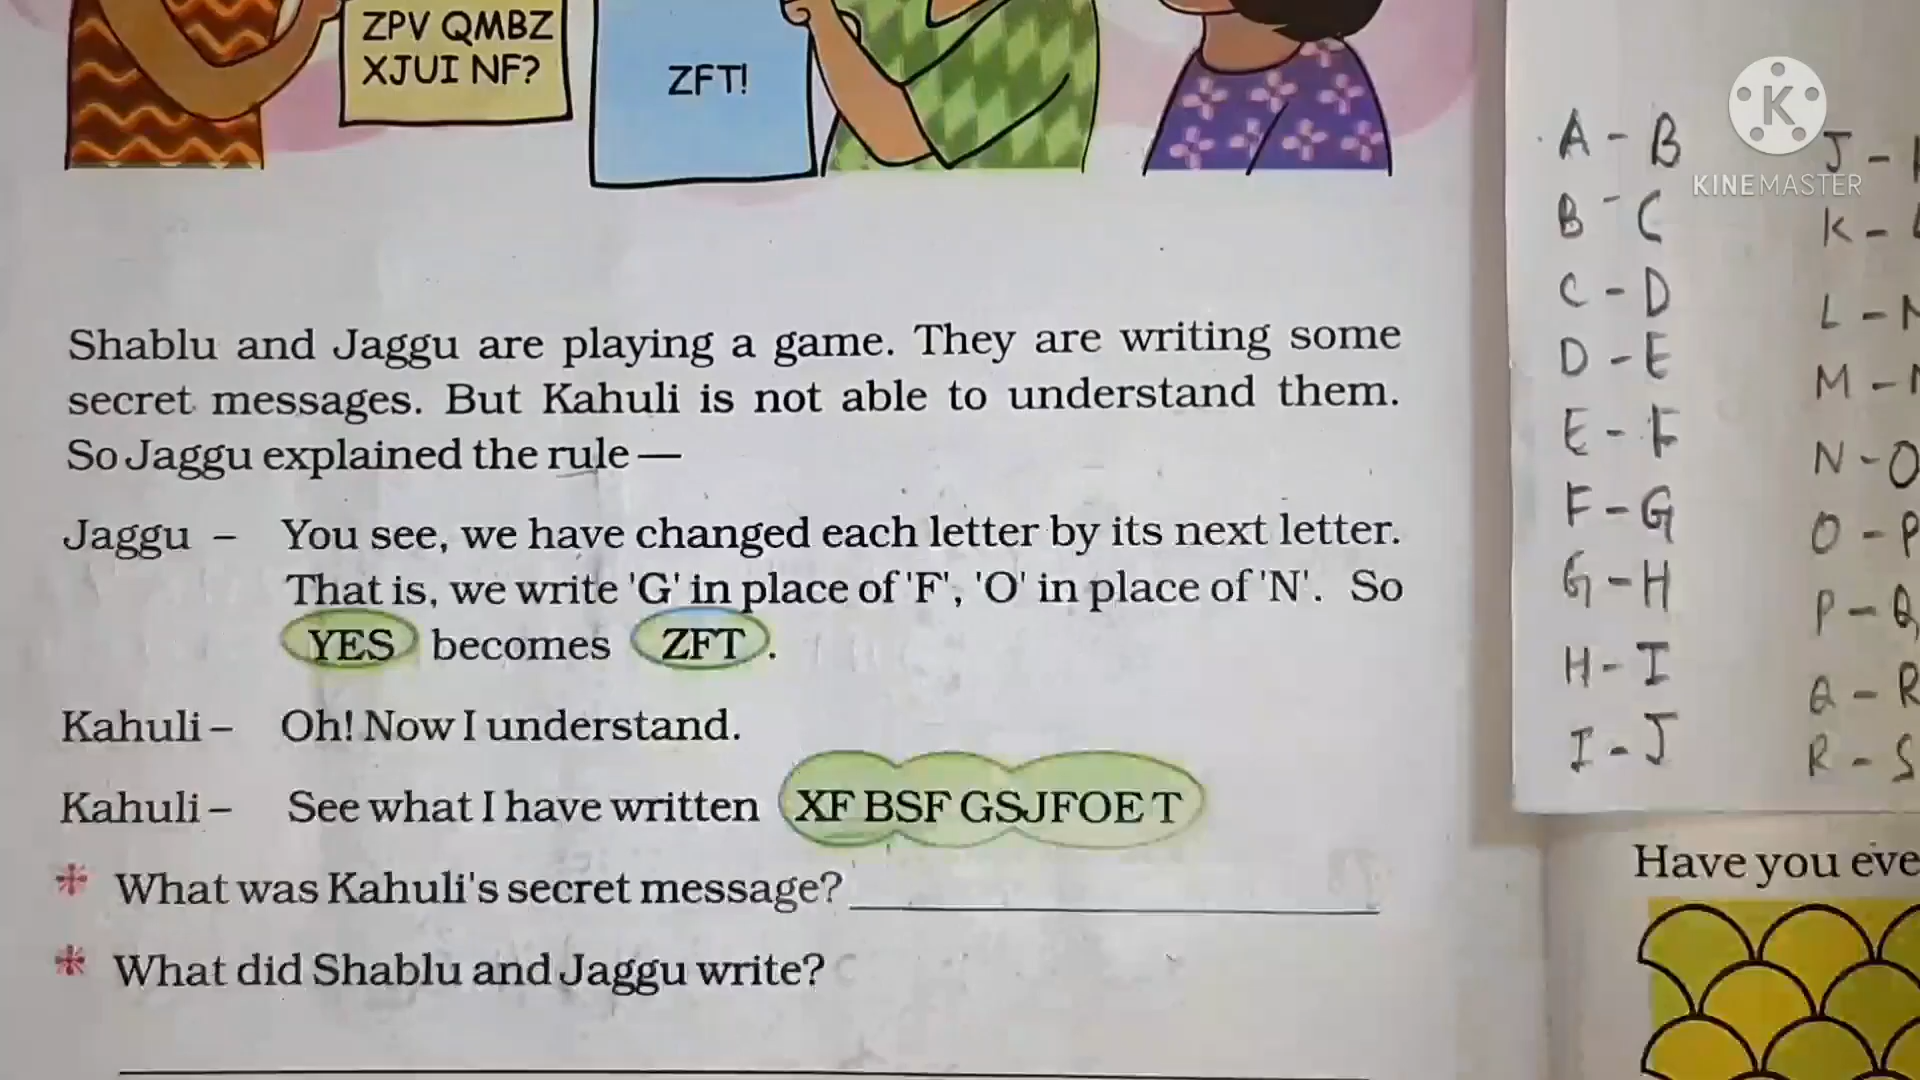 ZPV QMBZ
XJUI NF?
ZFT!
Shablu and Jaggu are playing a game. They are writing some
secret messages. But Kahuli is not able to understand them.
So Jaggu explained the rule —
Jaggu – You see, we have changed each letter by its next letter.
That is, we write 'G' in place of 'F', 'O' in place of 'N'. So
YES becomes ZFT.
Kahuli – Oh! Now I understand.
Kahuli – See what I have written XF BSF GSJFOE T
* What was Kahuli's secret message?
* What did Shablu and Jaggu write?
KINEMASTER
A - B
B - C
C - D
D - E
E - F
F - G
G - H
H - I
I - J
J -
K -
L -
M -
N - O
O - P
P - Q
Q - R
R - S
Have you eve